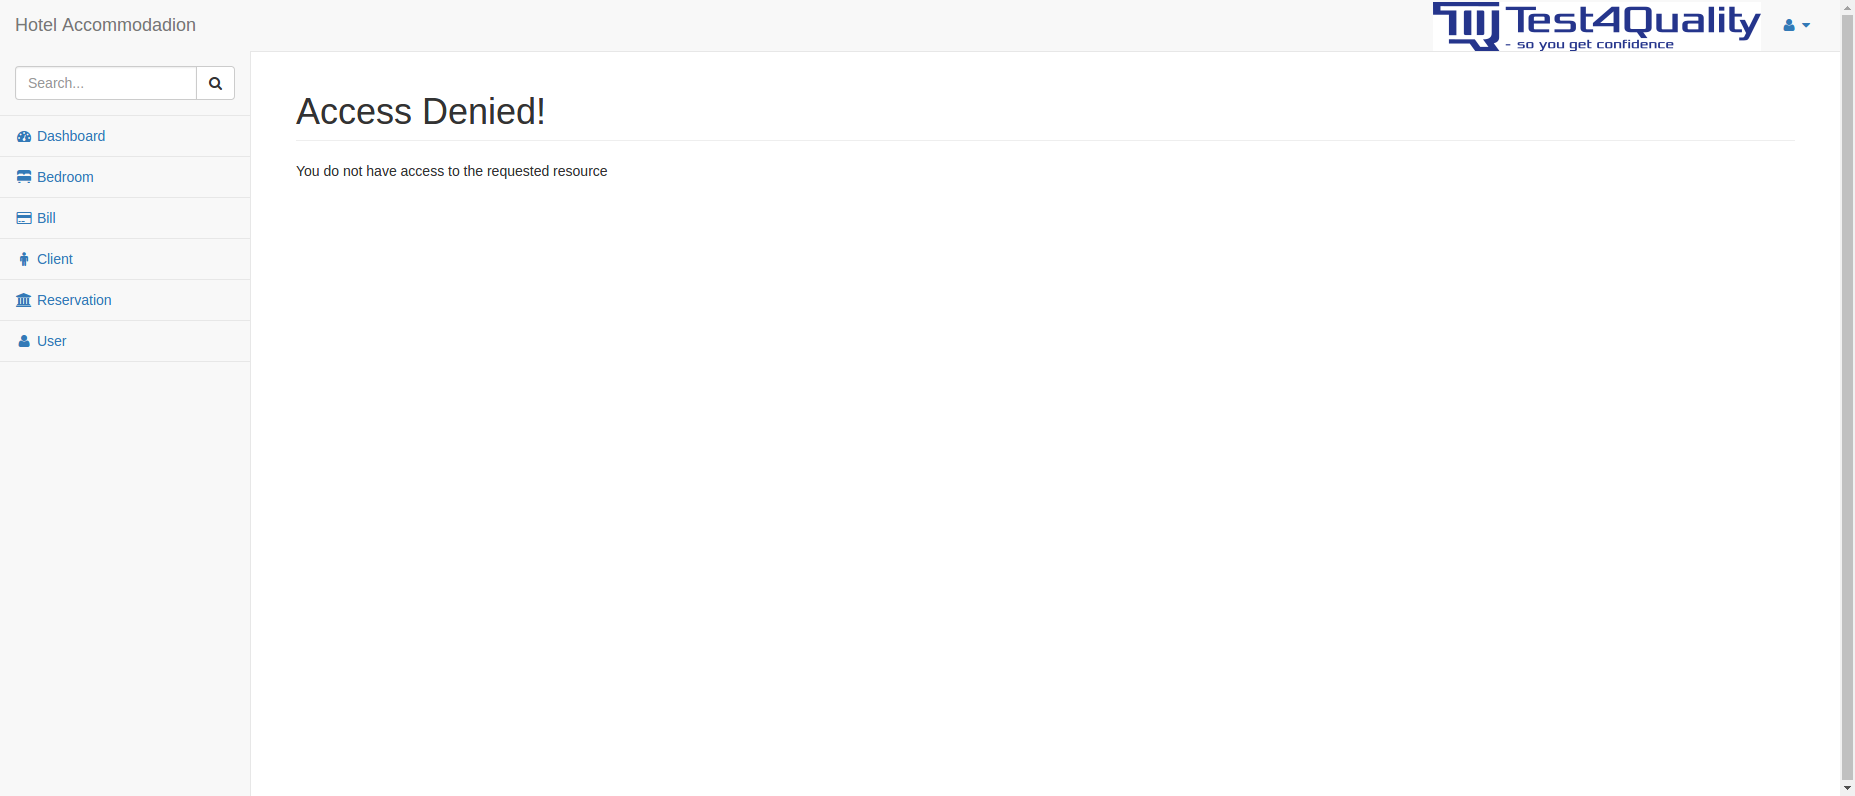 Hotel Accommodadion
Test4Quality
- so you get confidence
Search...
Dashboard
Bedroom
Bill
Client
Reservation
User
Access Denied!
You do not have access to the requested resource